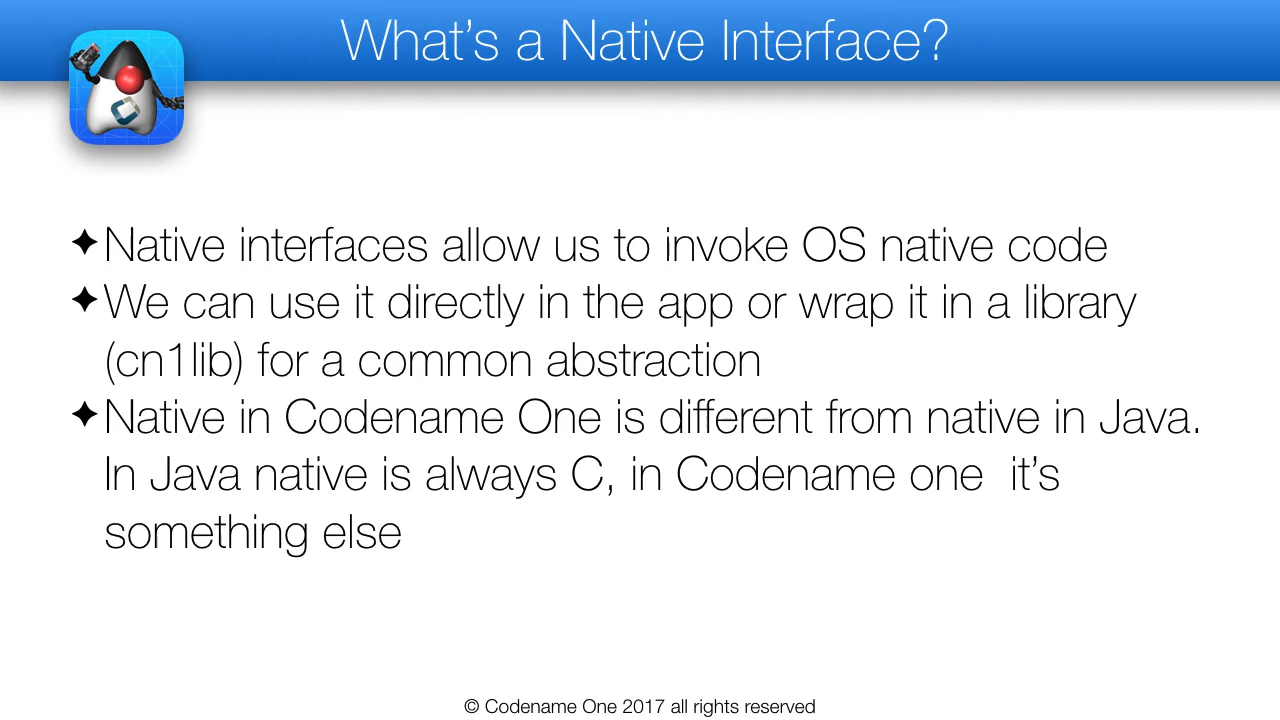 What’s a Native Interface?
✦Native interfaces allow us to invoke OS native code
✦We can use it directly in the app or wrap it in a library
(cn1lib) for a common abstraction
✦Native in Codename One is different from native in Java.
In Java native is always C, in Codename one  it’s
something else
© Codename One 2017 all rights reserved